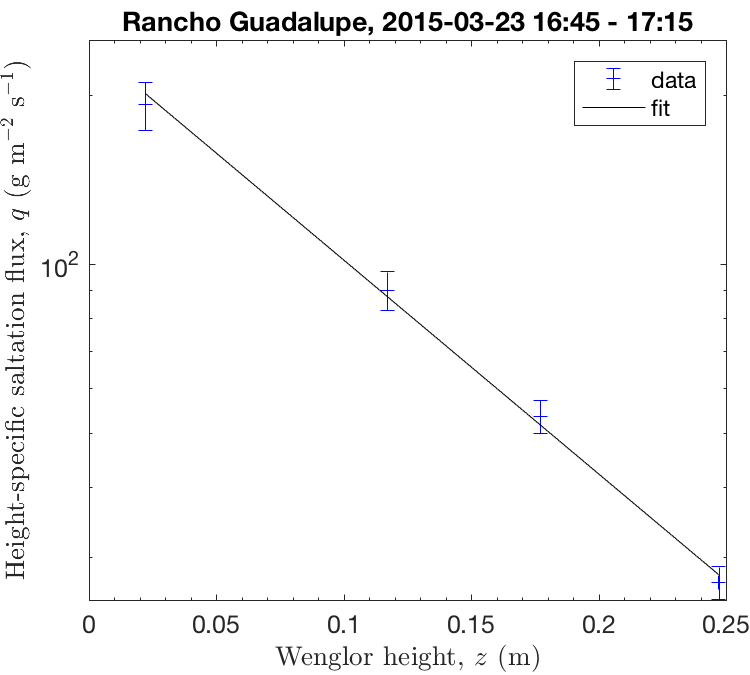 Rancho Guadalupe, 2015-03-23 16:45 - 17:15
data
fit
Height-specific saltation flux, q (g m⁻² s⁻¹)
10²
0 0.05 0.1 0.15 0.2 0.25
Wenglor height, z (m)